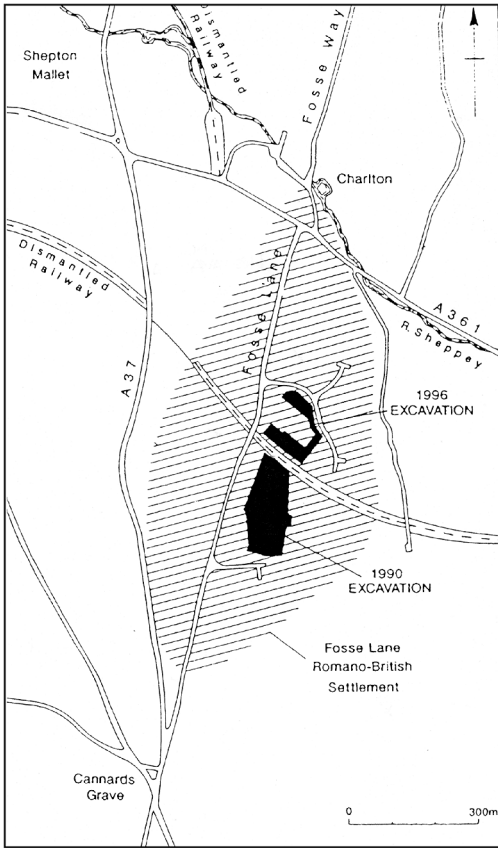 Shepton
Mallet
Dismantled
Railway
Fosse Way
Charlton
Dismantled
Railway
Fosse Lane
A361
R. Sheppey
A37
1996
EXCAVATION
1990
EXCAVATION
Fosse Lane
Romano-British
Settlement
Cannards
Grave
0 300m